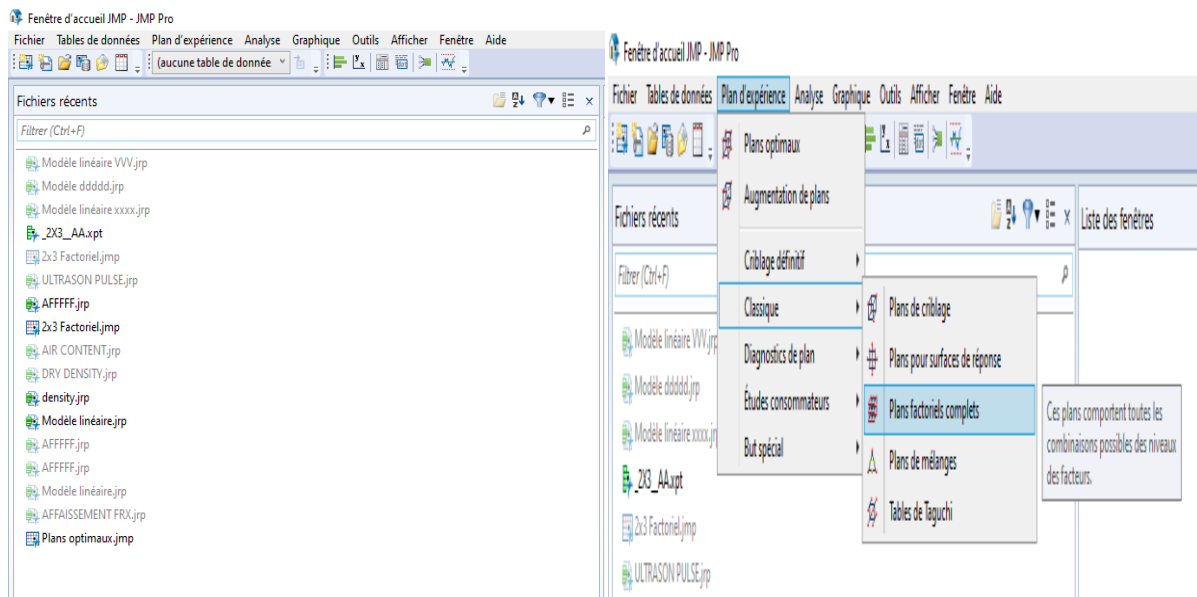 Fenêtre d'accueil JMP - JMP Pro
Fichier Tables de données Plan d'expérience Analyse Graphique Outils Afficher Fenêtre Aide
(aucune table de donnée
Fichiers récents
Filtrer (Ctrl+F)
Modèle linéaire VVV.jrp
Modèle ddddd.jrp
Modèle linéaire xxxx.jrp
_2X3__AA.xpt
2x3 Factoriel.jmp
ULTRASON PULSE.jrp
AFFFFF.jrp
2x3 Factoriel.jmp
AIR CONTENT.jrp
DRY DENSITY.jrp
density.jrp
Modèle linéaire.jrp
AFFFFF.jrp
AFFFFF.jrp
Modèle linéaire.jrp
AFFAISSEMENT FRX.jrp
Plans optimaux.jmp
Fenêtre d'accueil JMP - JMP Pro
Fichier Tables de données Plan d'expérience Analyse Graphique Outils Afficher Fenêtre Aide
Plans optimaux
Augmentation de plans
Criblage définitif
Classique
Diagnostics de plan
Études consommateurs
But spécial
Plans de criblage
Plans pour surfaces de réponse
Plans factoriels complets
Plans de mélanges
Tables de Taguchi
Ces plans comportent toutes les
combinaisons possibles des niveaux
des facteurs.
Fichiers récents
Liste des fenêtres
Filtrer (Ctrl+F)
Modèle linéaire VVV.jrp
Modèle ddddd.jrp
Modèle linéaire xxxx.jr
_2X3__AA.xpt
2x3 Factoriel.jmp
ULTRASON PULSE.jrp